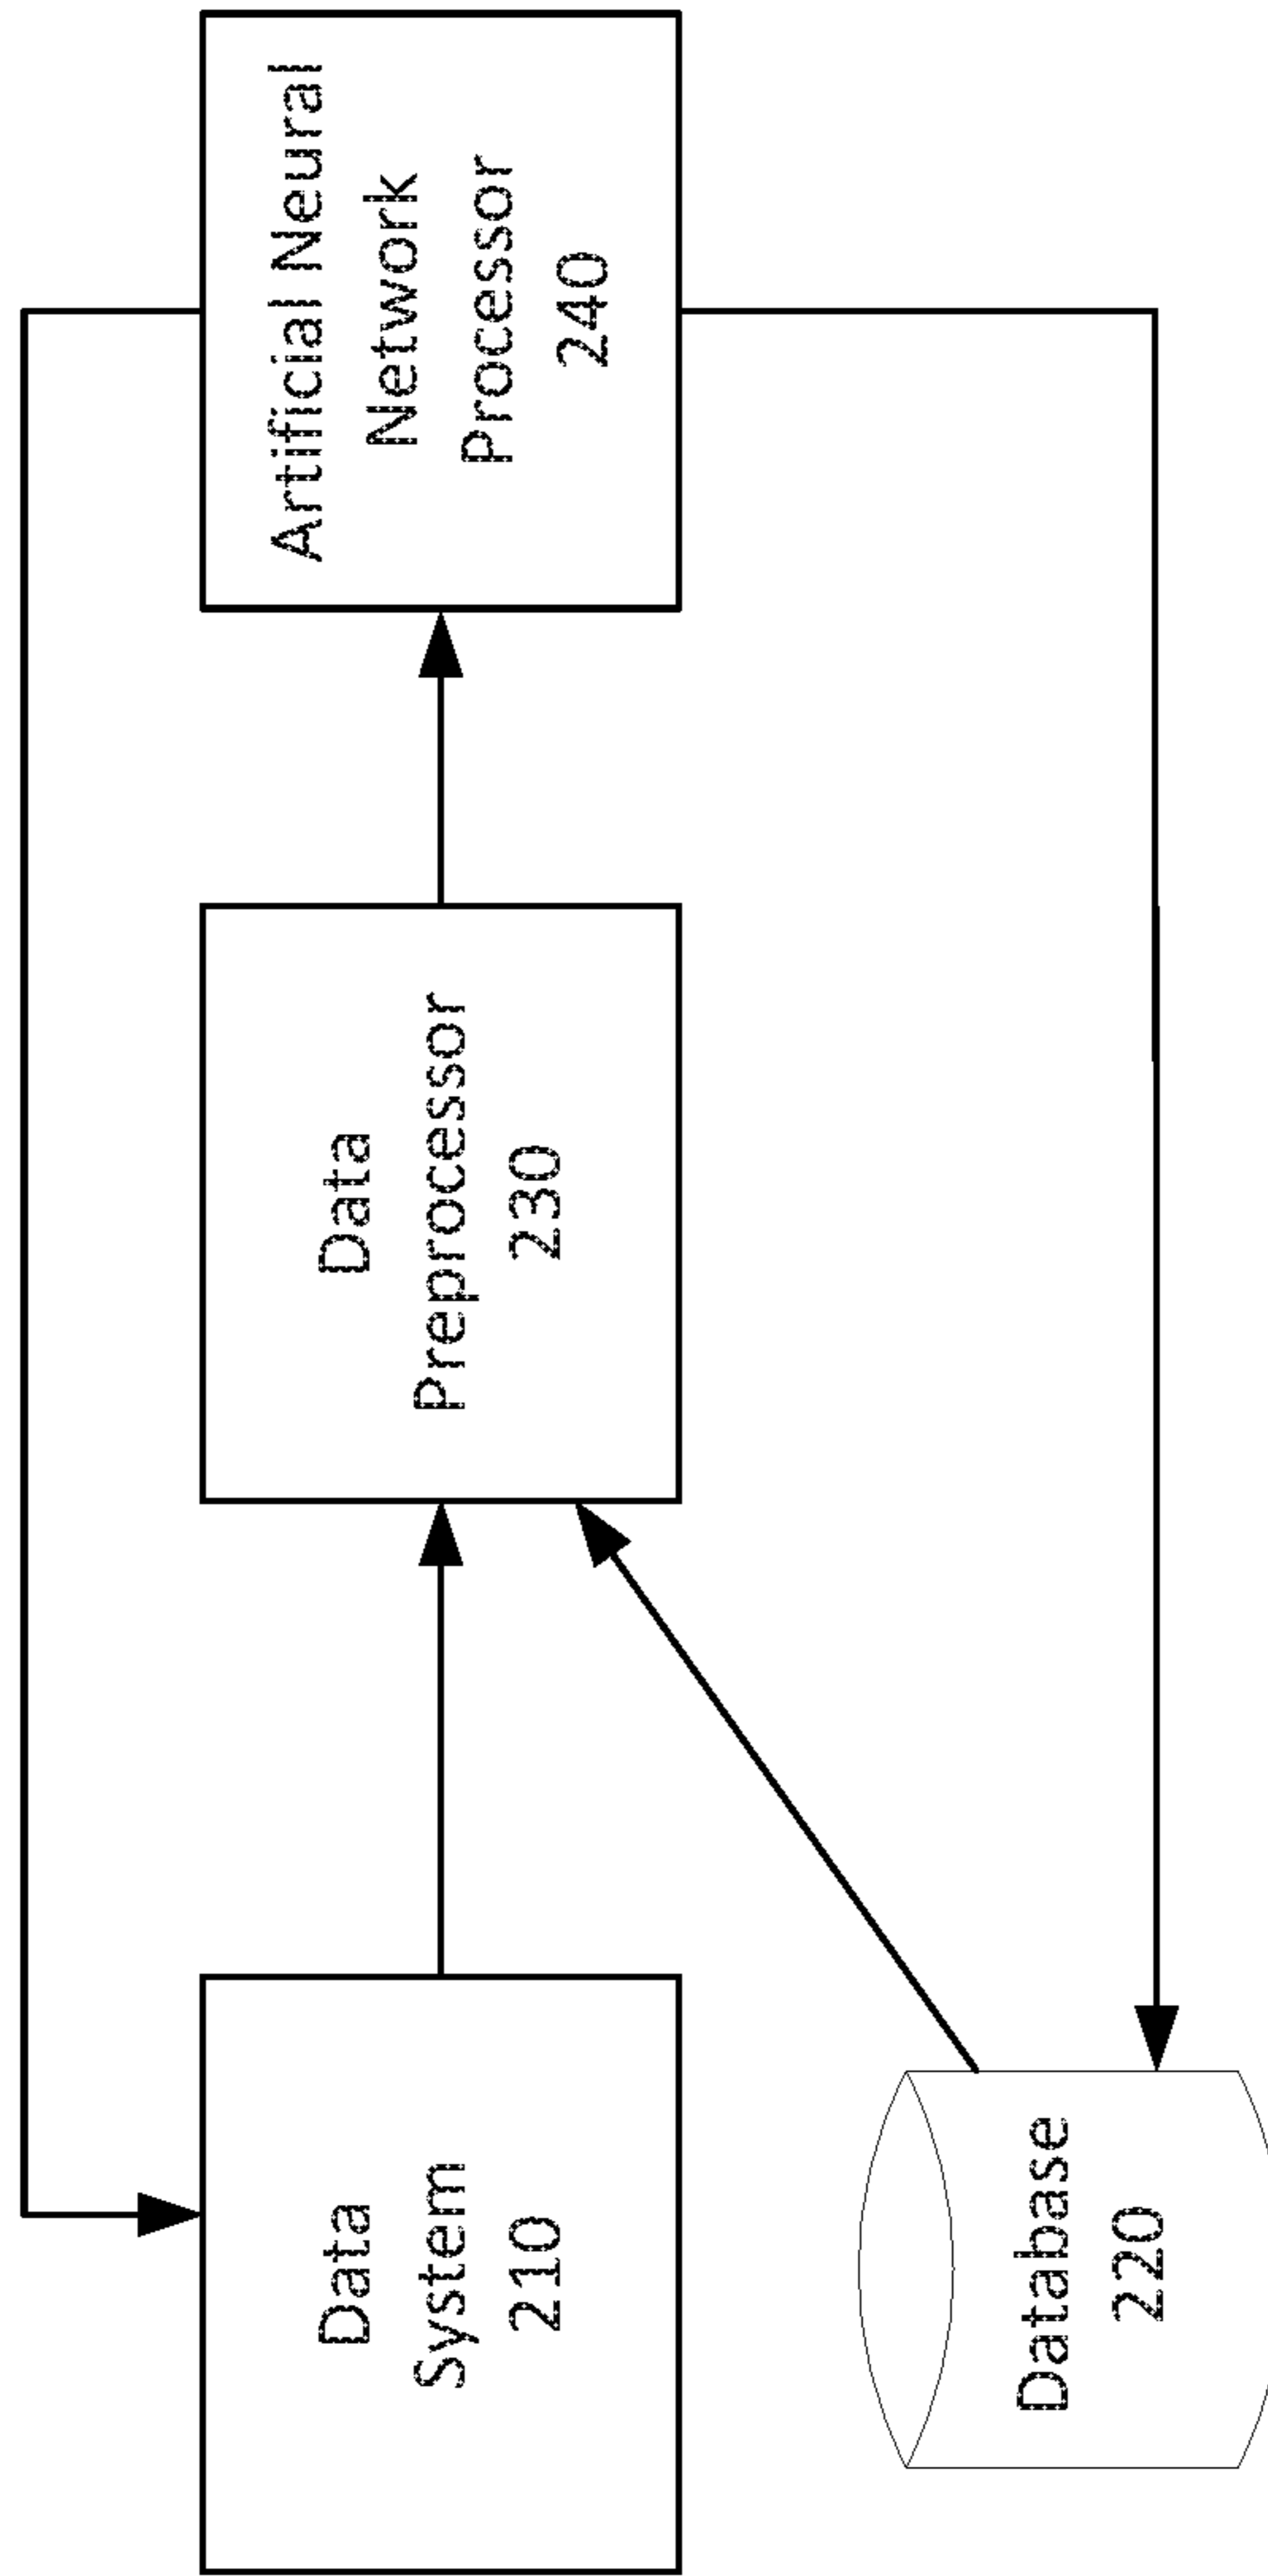 Data
System
210
Data
Preprocessor
230
Artificial Neural
Network
Processor
240
Database
220